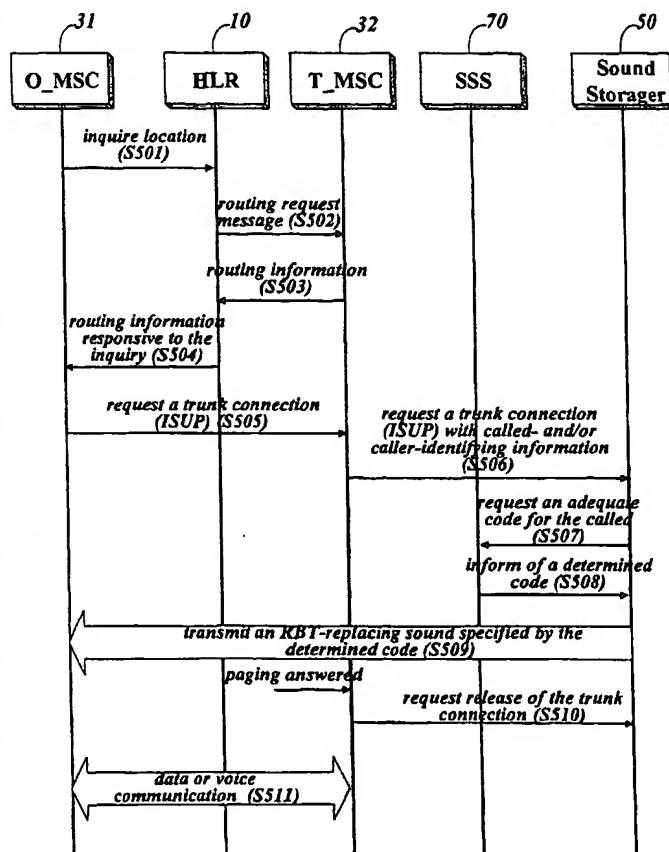 31
10
32
70
50
O_MSC
HLR
T_MSC
SSS
Sound
Storager
inquire location
(S501)
routing request
message (S502)
routing information
(S503)
routing information
responsive to the
inquiry (S504)
request a trunk connection
(ISUP) (S505)
request a trunk connection
(ISUP) with called- and/or
caller-identifying information
(S506)
request an adequate
code for the called
(S507)
inform of a determined
code (S508)
transmit an RBT-replacing sound specified by the
determined code (S509)
paging answered
request release of the trunk
connection (S510)
data or voice
communication (S511)